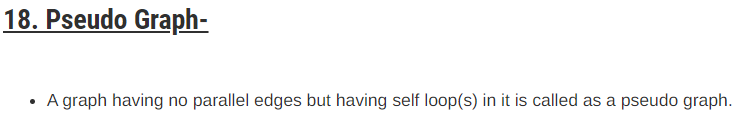 18. Pseudo Graph-
• A graph having no parallel edges but having self loop(s) in it is called as a pseudo graph.